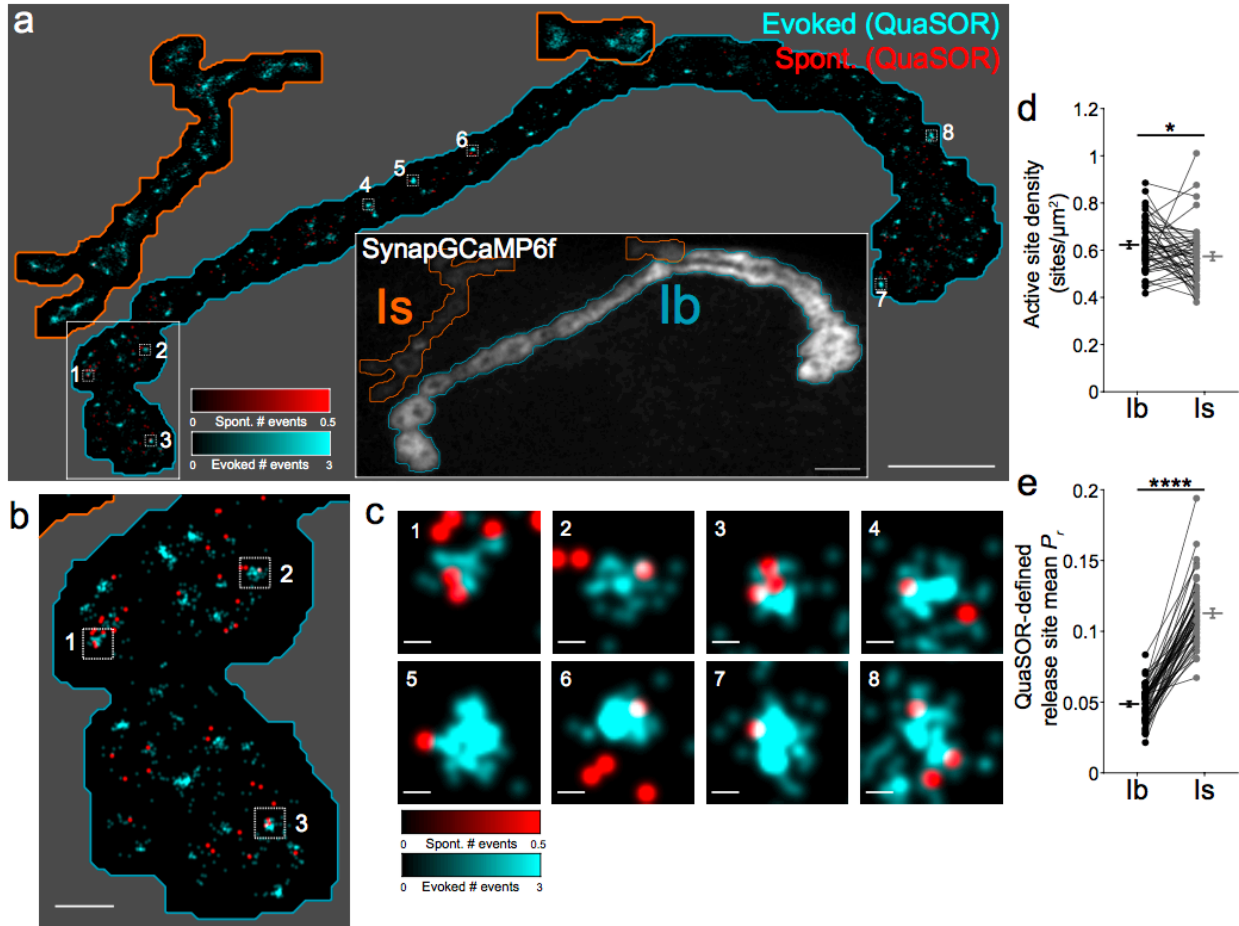 a
Evoked (QuaSOR)
Spont. (QuaSOR)
6
8
5
4
SynapGCaMP6f
Is
Ib
7
2
1
3
0 Spont. # events 0.5
0 Evoked # events 3
b
2
1
3
c
1
2
3
4
5
6
7
8
0 Spont. # events 0.5
0 Evoked # events 3
d
Active site density
(sites/μm²)
1.2
1
0.8
0.6
0.4
0.2
0
*
Ib
Is
e
QuaSOR-defined
release site mean Pr
0.2
0.15
0.1
0.05
0
****
Ib
Is